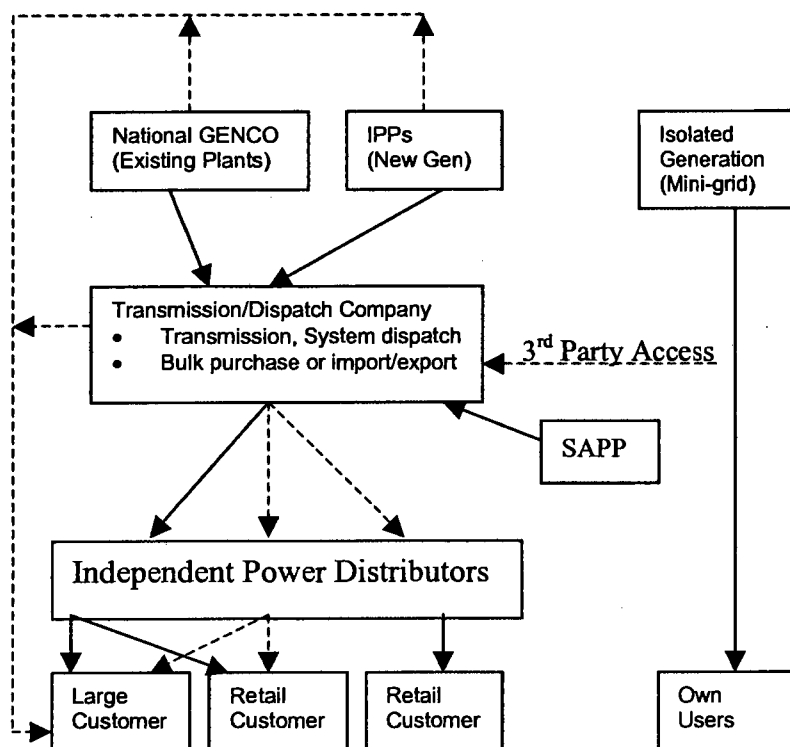 National GENCO
(Existing Plants)
IPPs
(New Gen)
Isolated
Generation
(Mini-grid)
Transmission/Dispatch Company
• Transmission, System dispatch
• Bulk purchase or import/export
3rd Party Access
SAPP
Independent Power Distributors
Large
Customer
Retail
Customer
Retail
Customer
Own
Users